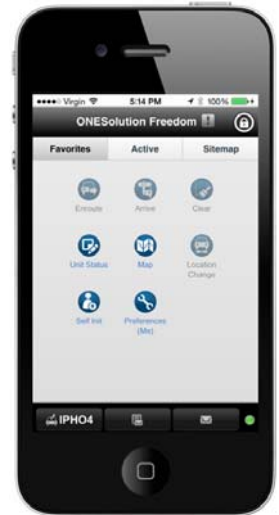 Virgin 5:14 PM 100%
ONESolution Freedom
Favorites Active Sitemap
Enroute Arrive Clear
Unit Status Map Location
Change
Self Init Preferences
(Me)
IPHO4